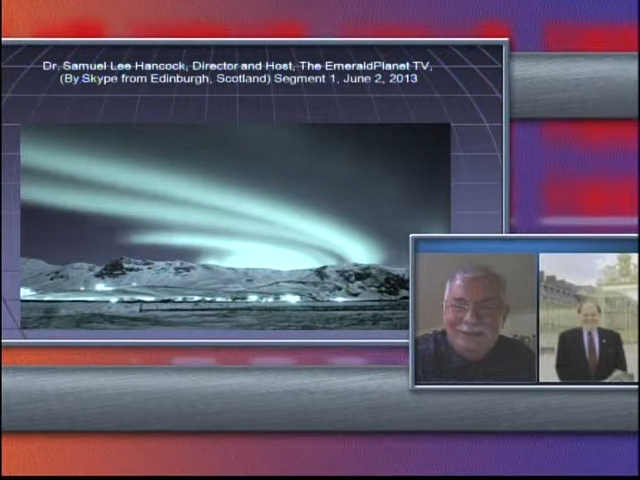 Dr. Samuel Lee Hancock, Director and Host, The EmeraldPlanet TV,
(By Skype from Edinburgh, Scotland) Segment 1, June 2, 2013